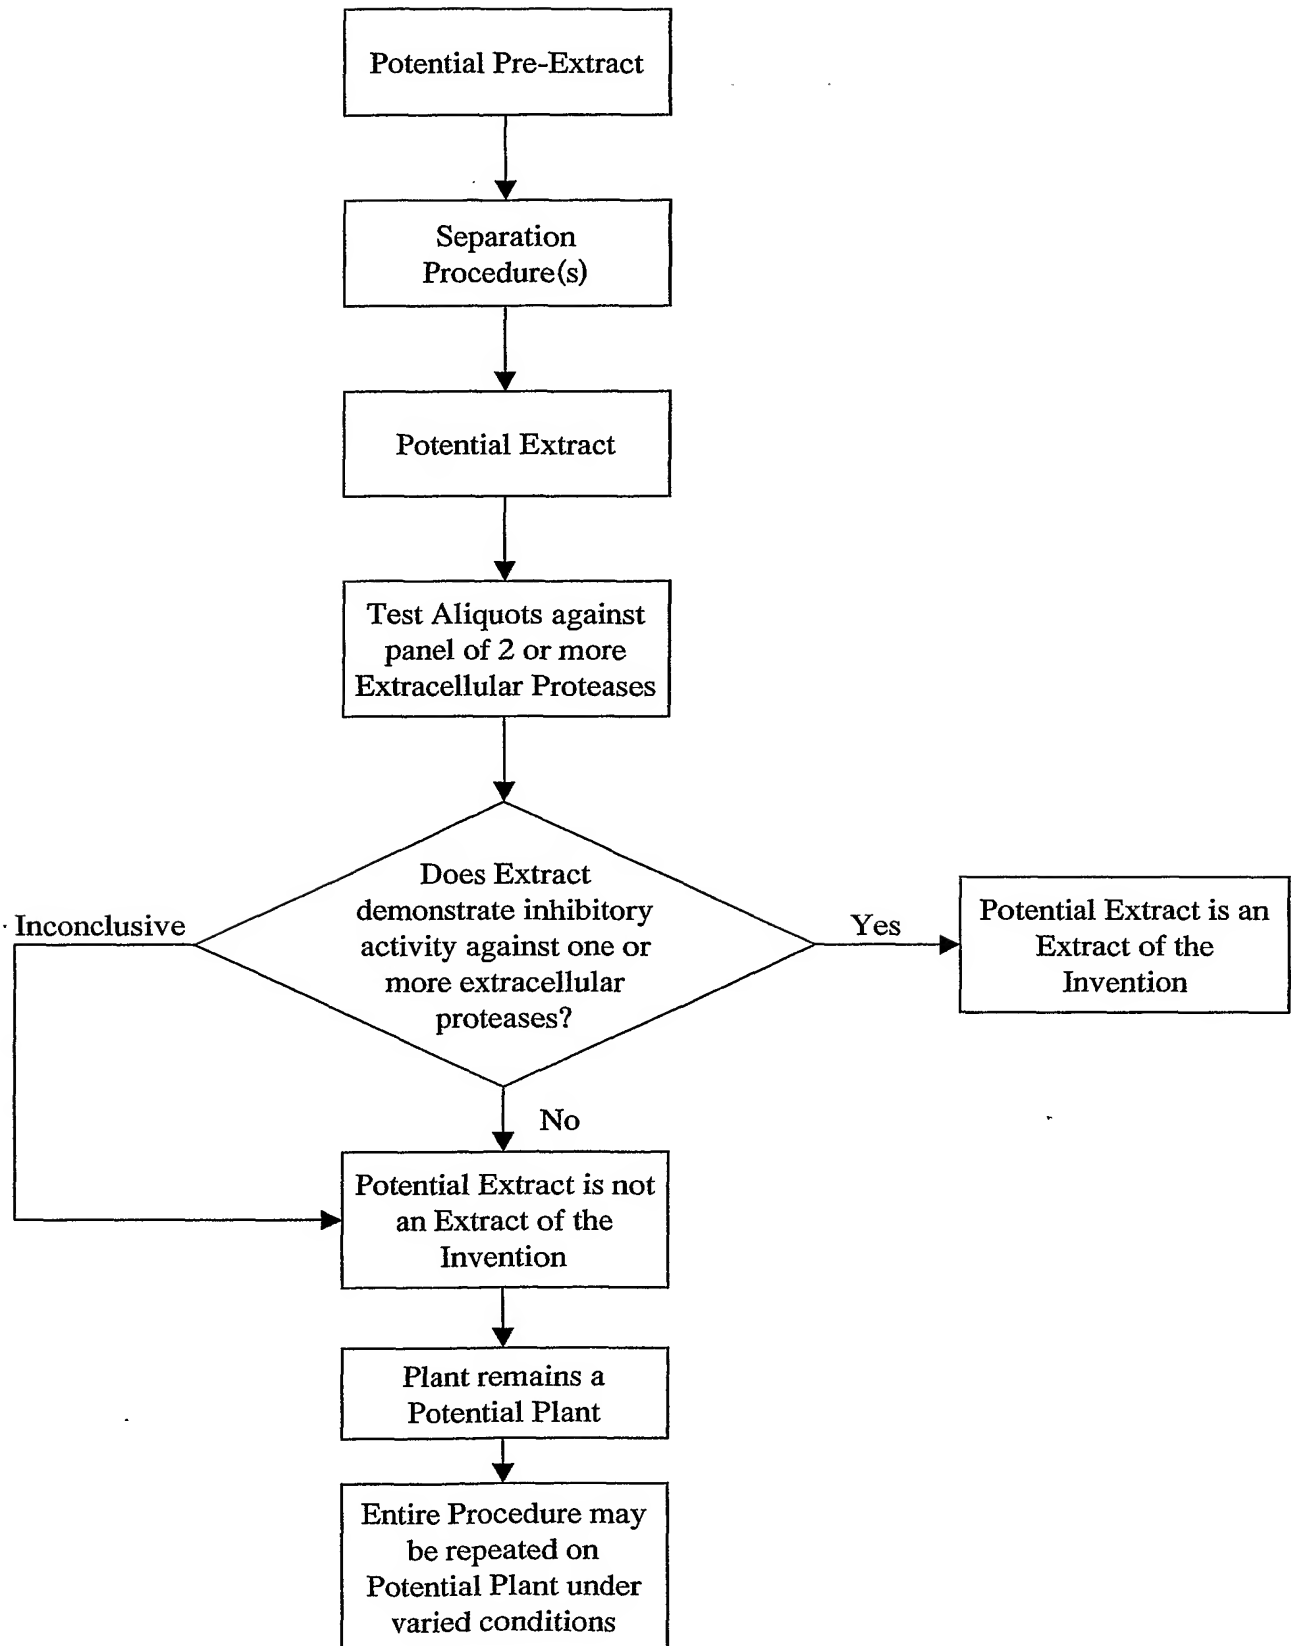 Potential Pre-Extract
Separation
Procedure(s)
Potential Extract
Test Aliquots against
panel of 2 or more
Extracellular Proteases
Does Extract
demonstrate inhibitory
activity against one or
more extracellular
proteases?
Inconclusive
Yes
Potential Extract is an
Extract of the
Invention
No
Potential Extract is not
an Extract of the
Invention
Plant remains a
Potential Plant
Entire Procedure may
be repeated on
Potential Plant under
varied conditions